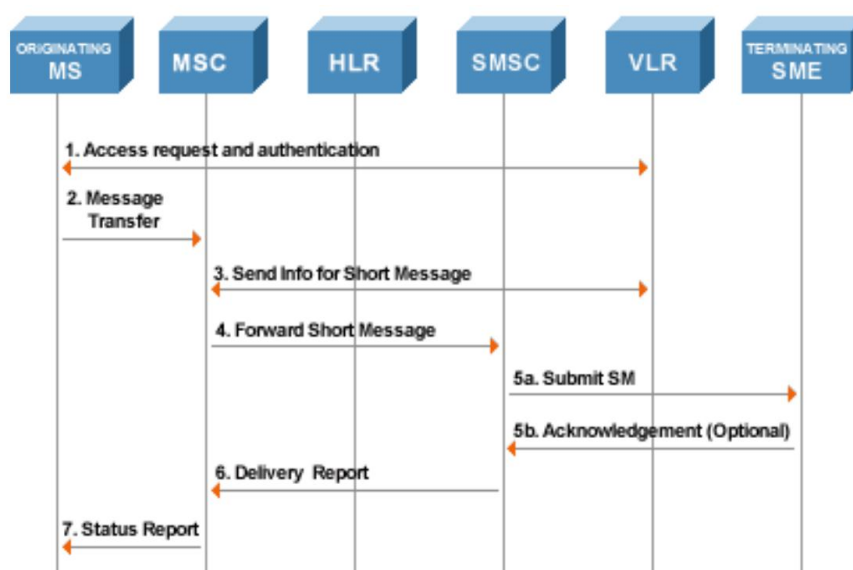 ORIGINATING
MS
MSC
HLR
SMSC
VLR
TERMINATING
SME
1. Access request and authentication
2. Message
Transfer
3. Send Info for Short Message
4. Forward Short Message
5a. Submit SM
5b. Acknowledgement (Optional)
6. Delivery Report
7. Status Report